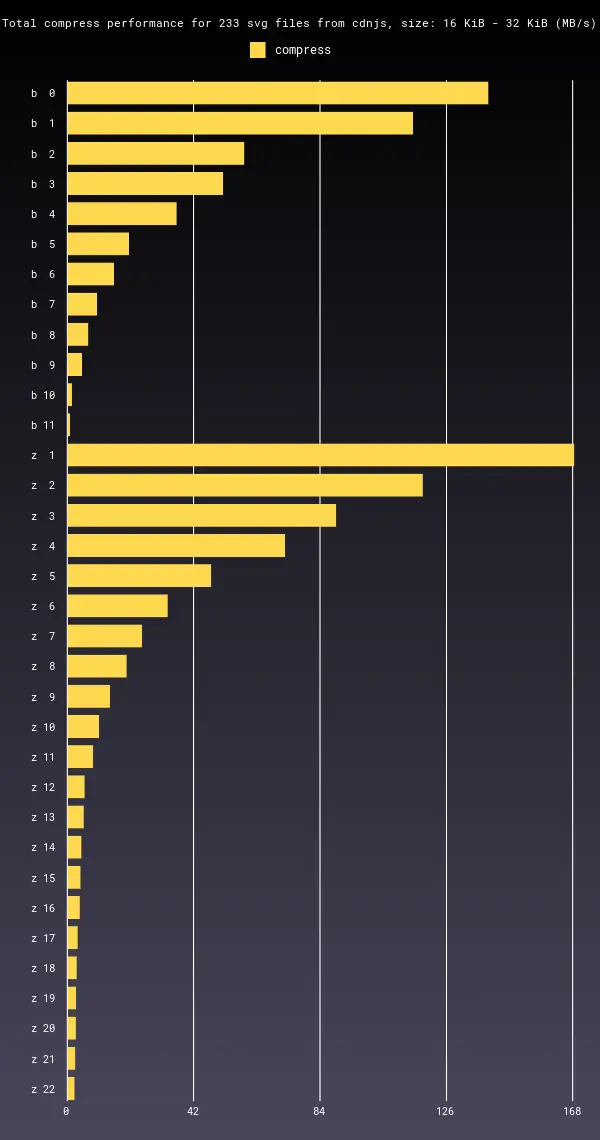 Total compress performance for 233 svg files from cdnjs, size: 16 KiB - 32 KiB (MB/s)
compress
b 0
b 1
b 2
b 3
b 4
b 5
b 6
b 7
b 8
b 9
b 10
b 11
z 1
z 2
z 3
z 4
z 5
z 6
z 7
z 8
z 9
z 10
z 11
z 12
z 13
z 14
z 15
z 16
z 17
z 18
z 19
z 20
z 21
z 22
0 42 84 126 168